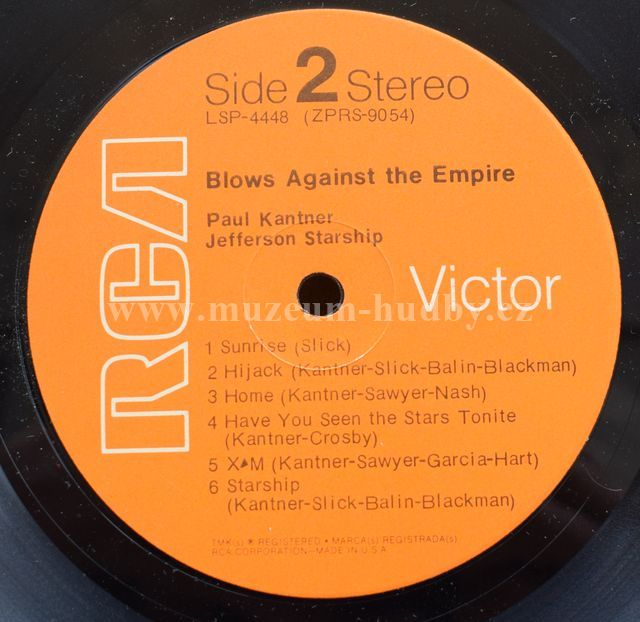 Side 2 Stereo
LSP-4448 (ZPRS-9054)
Blows Against the Empire
Paul Kantner
Jefferson Starship
RCA
Victor
www.muzeum-hudby.cz
1 Sunrise (Slick)
2 Hijack (Kantner-Slick-Balin-Blackman)
3 Home (Kantner-Sawyer-Nash)
4 Have You Seen the Stars Tonite
(Kantner-Crosby)
5 X▲M (Kantner-Sawyer-Garcia-Hart)
6 Starship
(Kantner-Slick-Balin-Blackman)
TMK(s) ® REGISTERED • MARCA(s) REGISTRADA(s)
RCA CORPORATION—MADE IN U.S.A.